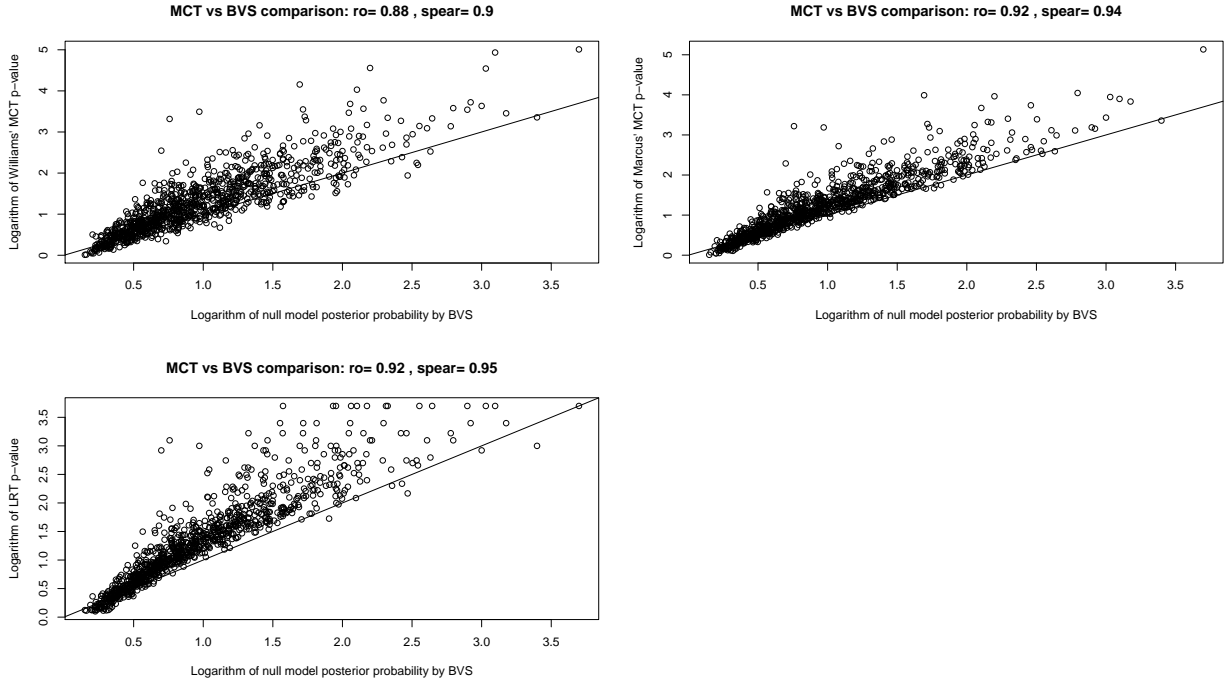 MCT vs BVS comparison: ro= 0.88 , spear= 0.9
Logarithm of Williams' MCT p−value
5
4
3
2
1
0
0.5 1.0 1.5 2.0 2.5 3.0 3.5
Logarithm of null model posterior probability by BVS
MCT vs BVS comparison: ro= 0.92 , spear= 0.94
Logarithm of Marcus' MCT p−value
5
4
3
2
1
0
0.5 1.0 1.5 2.0 2.5 3.0 3.5
Logarithm of null model posterior probability by BVS
MCT vs BVS comparison: ro= 0.92 , spear= 0.95
Logarithm of LRT p−value
3.5
3.0
2.5
2.0
1.5
1.0
0.5
0.0
0.5 1.0 1.5 2.0 2.5 3.0 3.5
Logarithm of null model posterior probability by BVS